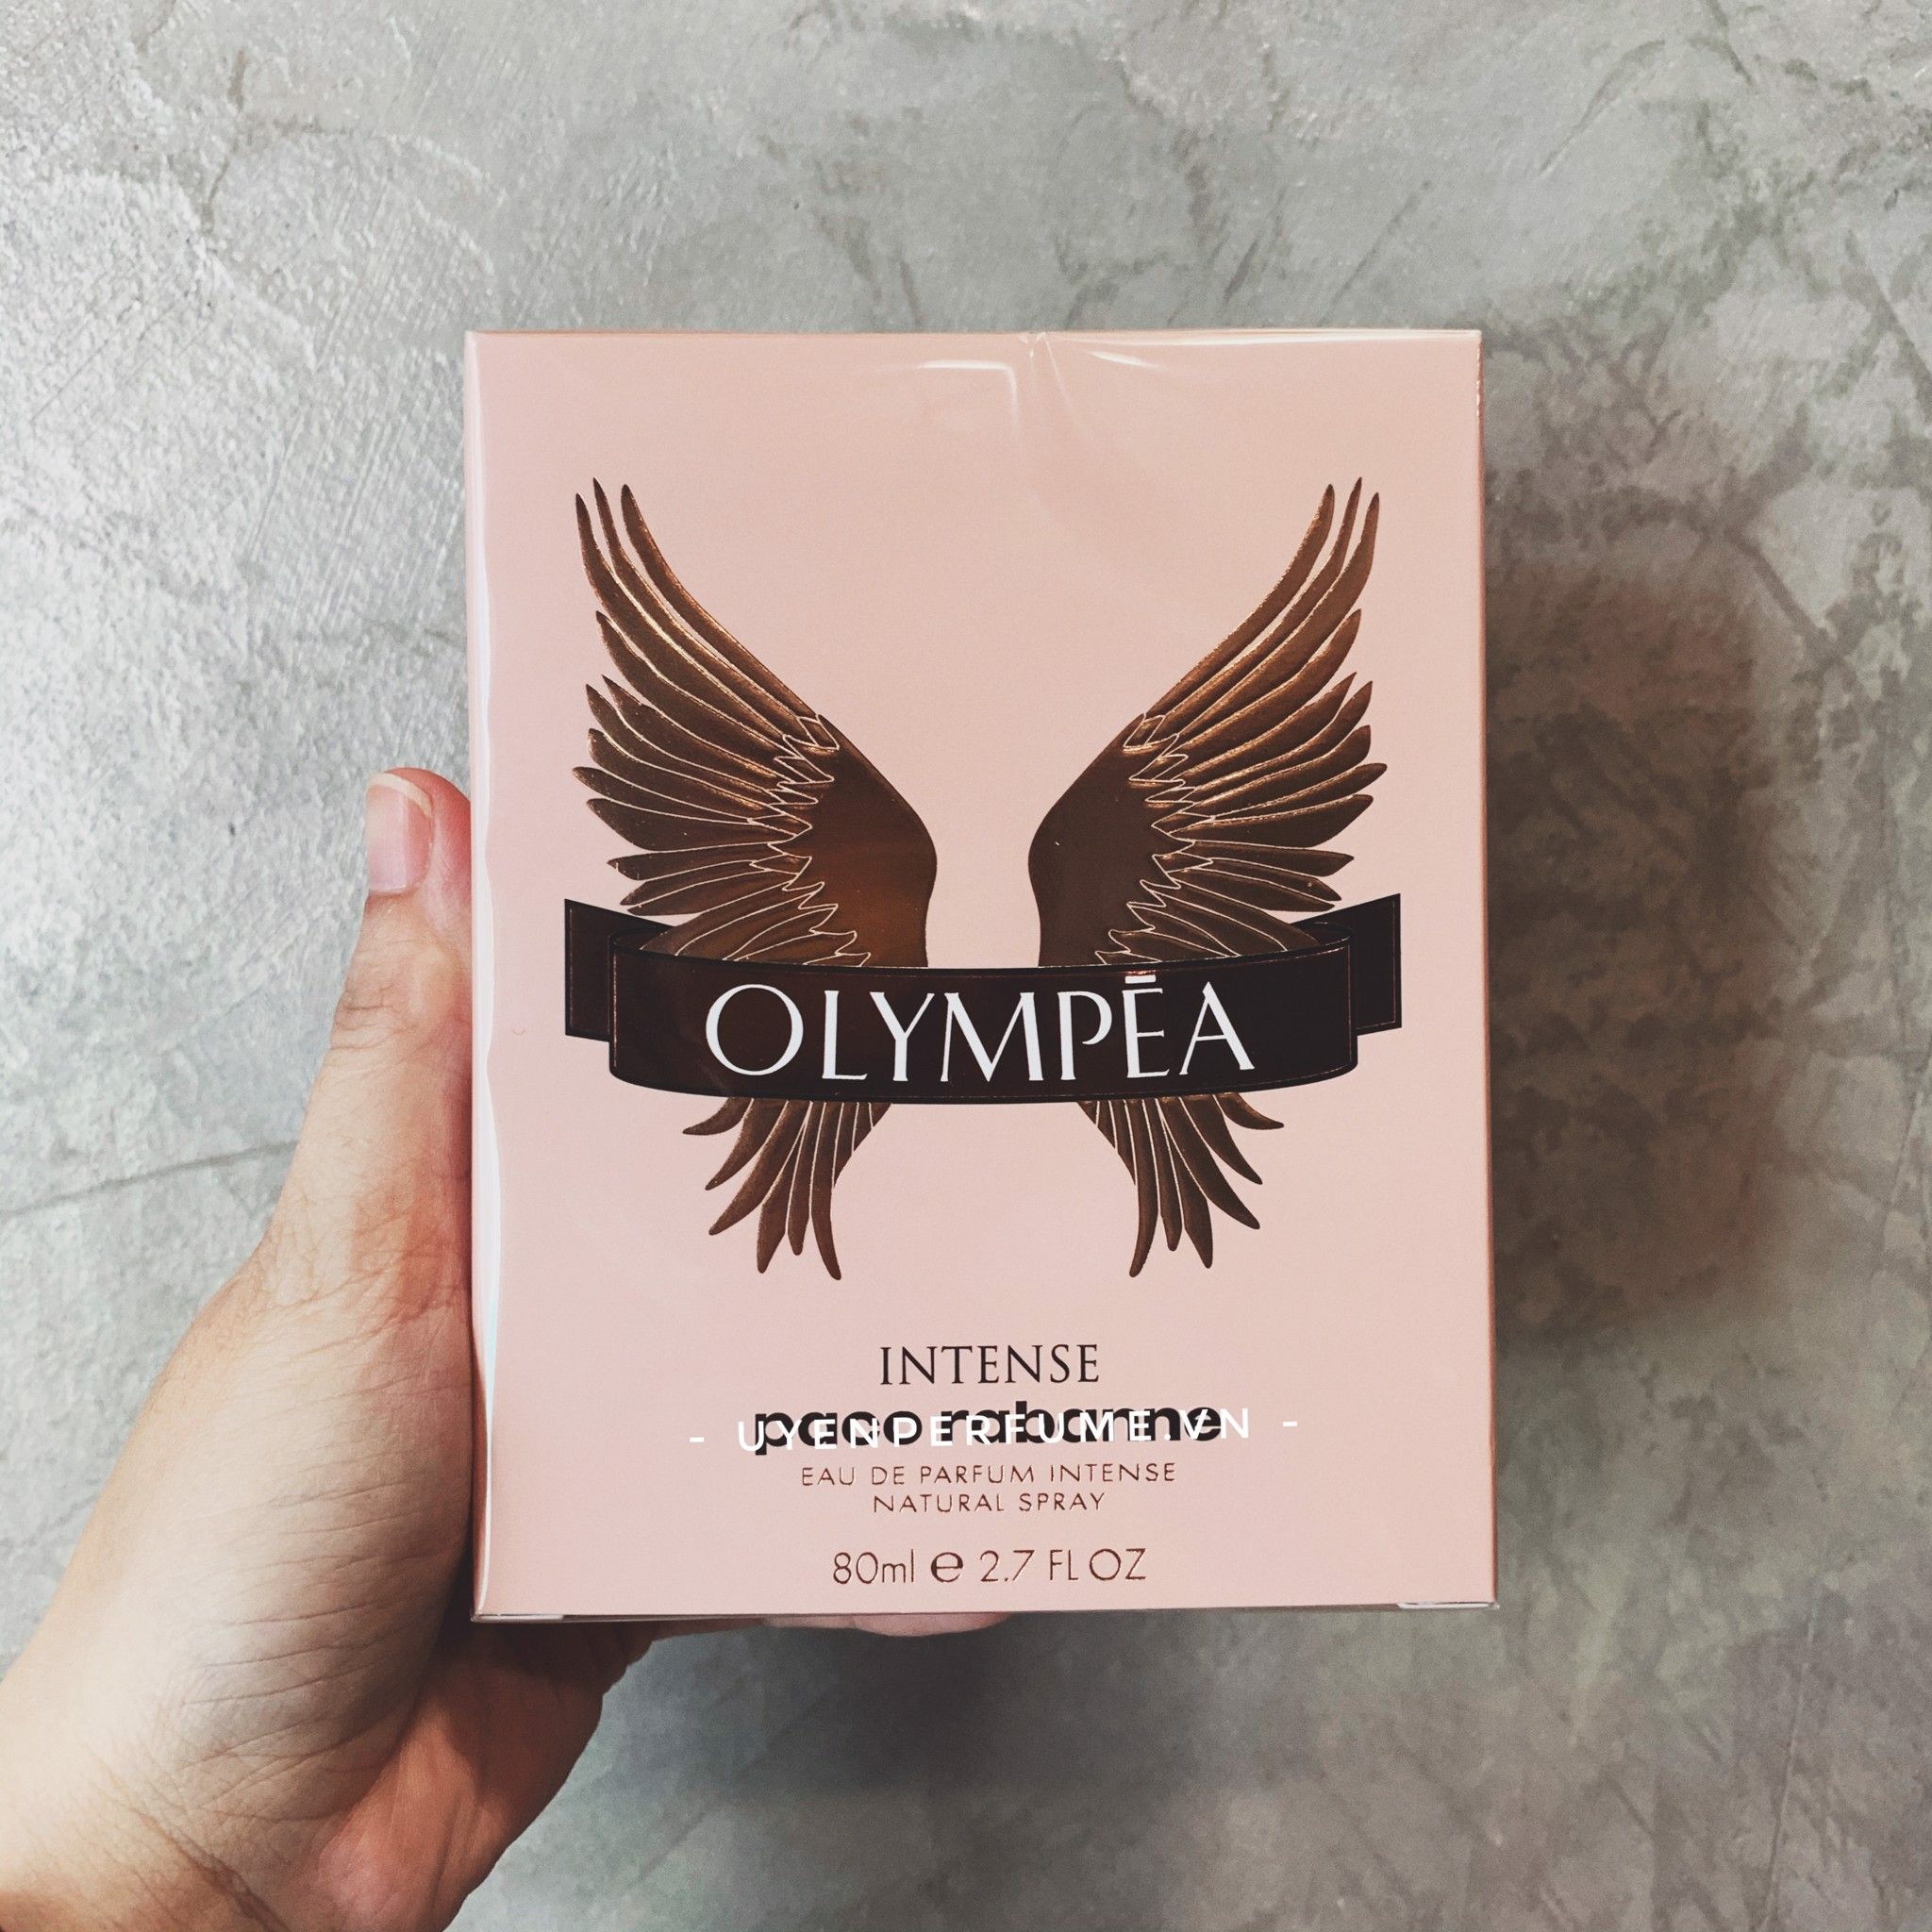 OLYMPĒA
INTENSE
paco rabanne
- UYENPERFUME.VN -
EAU DE PARFUM INTENSE
NATURAL SPRAY
80ml e 2.7 FL OZ